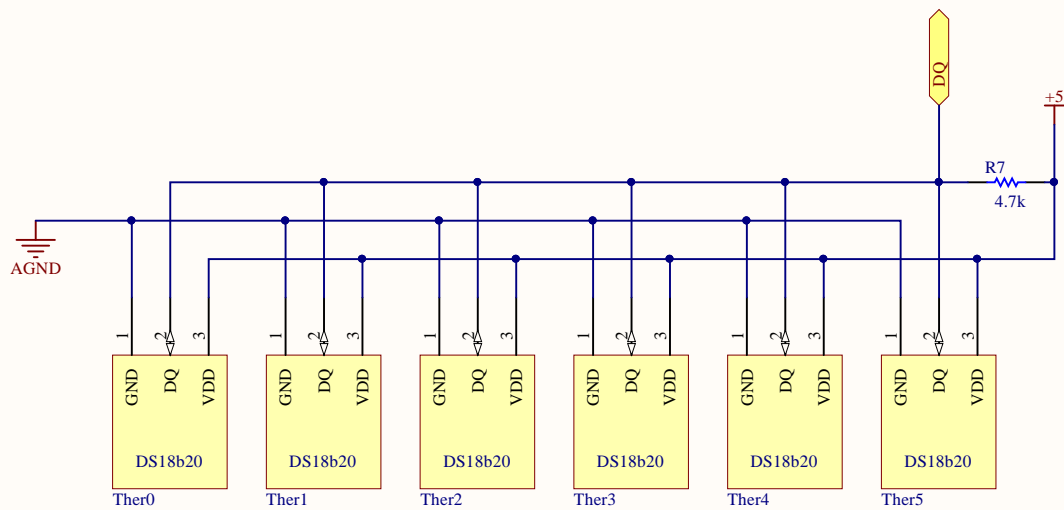 DQ
+5
R7
4.7k
AGND
1 2 3 1 2 3 1 2 3 1 2 3 1 2 3 1 2 3
GND DQ VDD GND DQ VDD GND DQ VDD GND DQ VDD GND DQ VDD GND DQ VDD
DS18b20 DS18b20 DS18b20 DS18b20 DS18b20 DS18b20
Ther0 Ther1 Ther2 Ther3 Ther4 Ther5